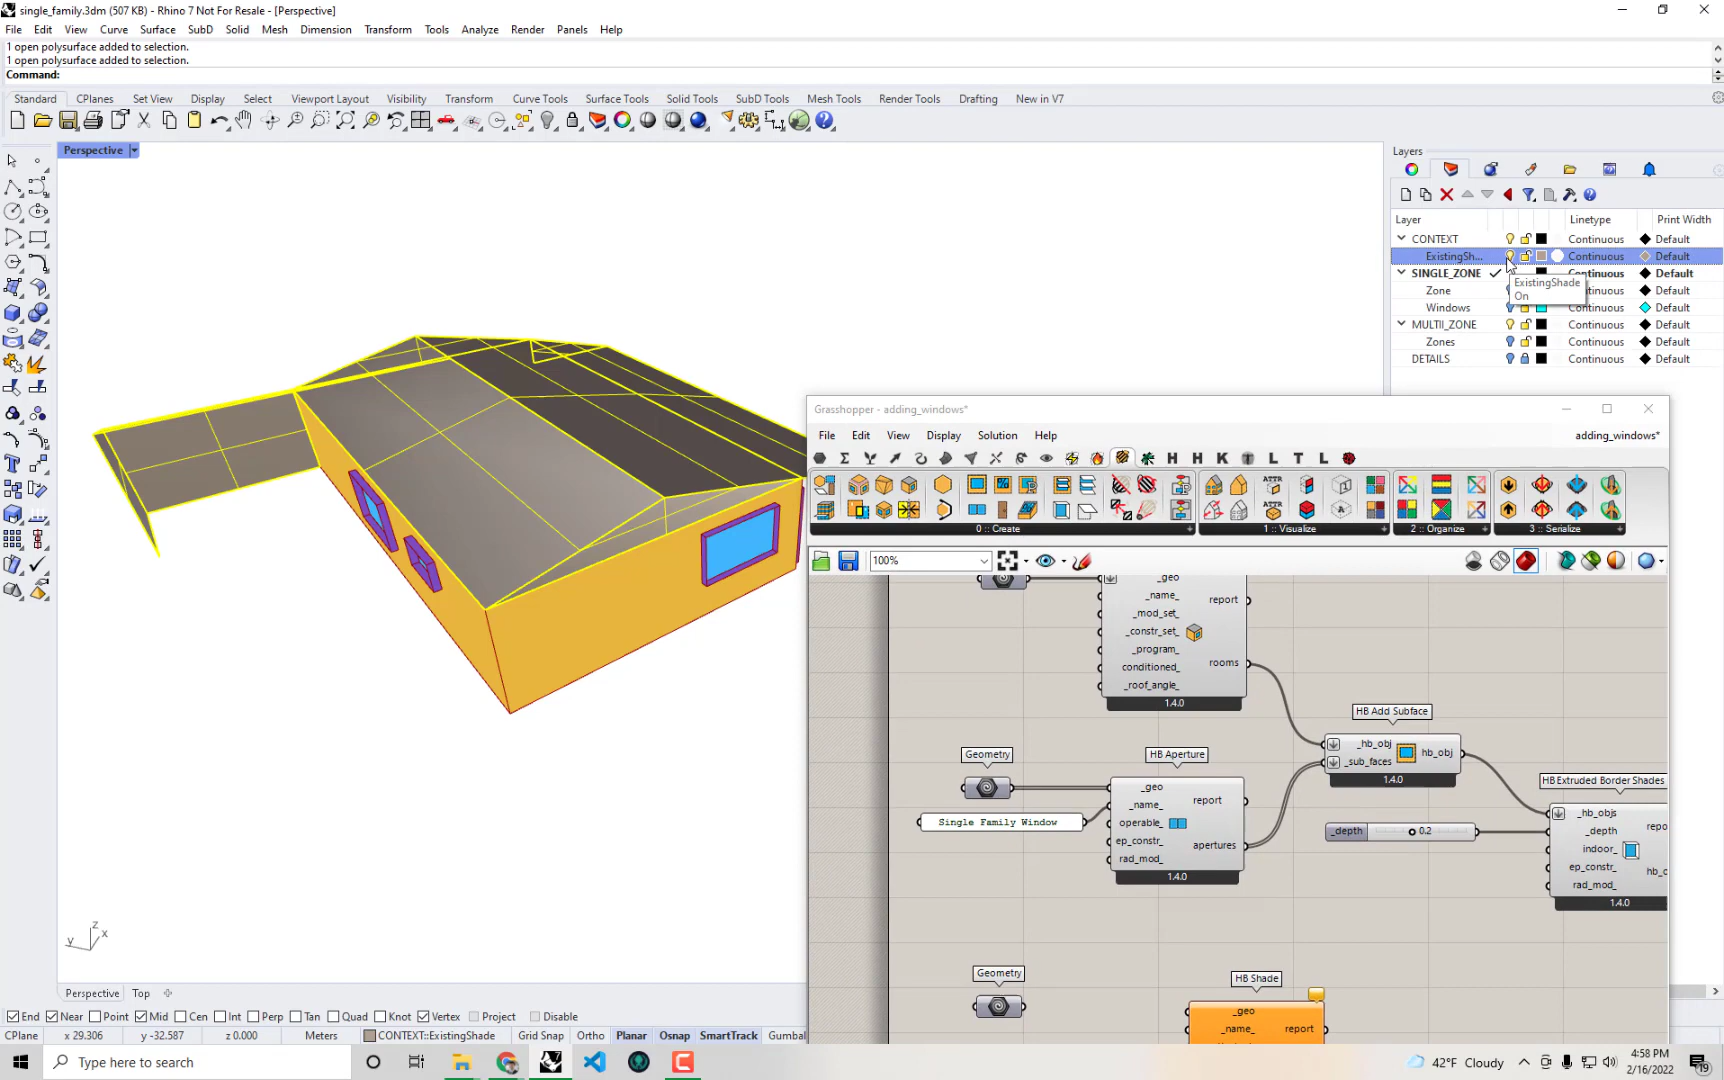 single_family.3dm (507 KB) - Rhino 7 Not For Resale - [Perspective]
File Edit View Curve Surface SubD Solid Mesh Dimension Transform Tools Analyze Render Panels Help
1 open polysurface added to selection.
1 open polysurface added to selection.
Command:
Standard CPlanes Set View Display Select Viewport Layout Visibility Transform Curve Tools Surface Tools Solid Tools SubD Tools Mesh Tools Render Tools Drafting New in V7
Perspective
Layers
Layer Linetype Print Width
CONTEXT Continuous Default
ExistingSh... Continuous Default
SINGLE_ZONE Continuous Default
ExistingShade
On
Zone Continuous Default
Windows Continuous Default
MULTII_ZONE Continuous Default
Zones Continuous Default
DETAILS Continuous Default
Grasshopper - adding_windows*
File Edit View Display Solution Help adding_windows*
H H K T L T L
ATTR
ATTR
0 :: Create 1 :: Visualize 2 :: Organize 3 :: Serialize
100%
_geo
_name_
report
_mod_set_
_constr_set_
_program_
conditioned_
rooms
_roof_angle_
1.4.0
HB Add Subface
_hb_obj
hb_obj
_sub_faces
1.4.0
Geometry
HB Aperture
_geo
_name_
report
operable_
ep_constr_
apertures
rad_mod_
1.4.0
Single Family Window
_depth 0.2
HB Extruded Border Shades
_hb_objs
_depth
repo
indoor_
ep_constr_
hb_o
rad_mod_
1.4.0
Geometry
HB Shade
_geo
_name_
report
z
y x
Perspective Top
End Near Point Mid Cen Int Perp Tan Quad Knot Vertex Project Disable
CPlane x 29.306 y -32.587 z 0.000 Meters CONTEXT::ExistingShade Grid Snap Ortho Planar Osnap SmartTrack Gumbal
Type here to search
42°F Cloudy
4:58 PM
2/16/2022
19